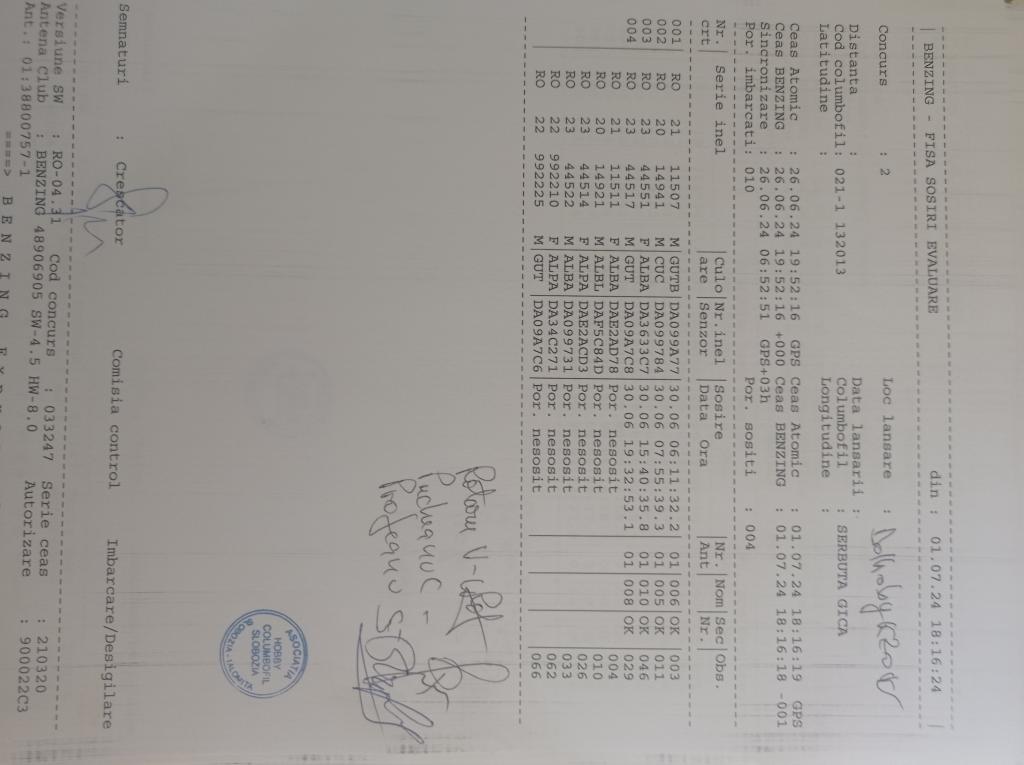 | BENZING - FISA SOSIRI EVALUARE din : 01.07.24 18:16:24 |
Concurs : 2 Loc lansare :
Distanta : Data lansarii :
Cod columbofil: 021-1 132013 Columbofil : SERBUTA GICA
Latitudine : Longitudine :
Ceas Atomic : 26.06.24 19:52:16 GPS Ceas Atomic : 01.07.24 18:16:19 GPS
Ceas BENZING : 26.06.24 19:52:16 +000 Ceas BENZING : 01.07.24 18:16:18 -001
Sincronizare : 26.06.24 06:52:51 GPS+03h
Por. imbarcati: 010 Por. sositi : 004
Nr. | Serie inel |Culo|Nr.inel | Sosire |Nr.|Nom|Sec|Obs.
crt| |are |Senzor | Data Ora |Ant| |Nr.|
001| RO 21 11507 M|GUTB|DA099A77|30.06 06:11:32.2| 01|006|OK | 003
002| RO 20 14941 M|CUC |DA099784|30.06 07:55:39.3| 01|005|OK | 011
003| RO 23 44551 F|ALBA|DA3633C7|30.06 15:40:35.8| 01|010|OK | 046
004| RO 23 44517 M|GUT |DA09A7C8|30.06 19:32:53.1| 01|008|OK | 029
RO 21 11511 F|ALBA|DAE2AD78|Por. nesosit | | | | 004
RO 20 14921 M|ALBL|DAF5C84D|Por. nesosit | | | | 010
RO 23 44514 F|ALPA|DAE2ACD3|Por. nesosit | | | | 026
RO 23 44522 M|ALBA|DA099731|Por. nesosit | | | | 033
RO 22 992210 F|ALPA|DA34C271|Por. nesosit | | | | 062
RO 22 992225 M|GUT |DA09A7C6|Por. nesosit | | | | 066
ASOCIATIA
HOBBY
COLUMBOFIL
SLOBOZIA
SLOBOZIA - IALOMITA
Semnaturi : Crescator Comisia control Imbarcare/Desigilare
Versiune SW : RO-04.31 Cod concurs : 033247 Serie ceas : 210320
Antena Club : BENZING 48906905 SW-4.5 HW-8.0 Autorizare : 900022C3
Ant.: 01:38800757-1
====> B E N Z I N G